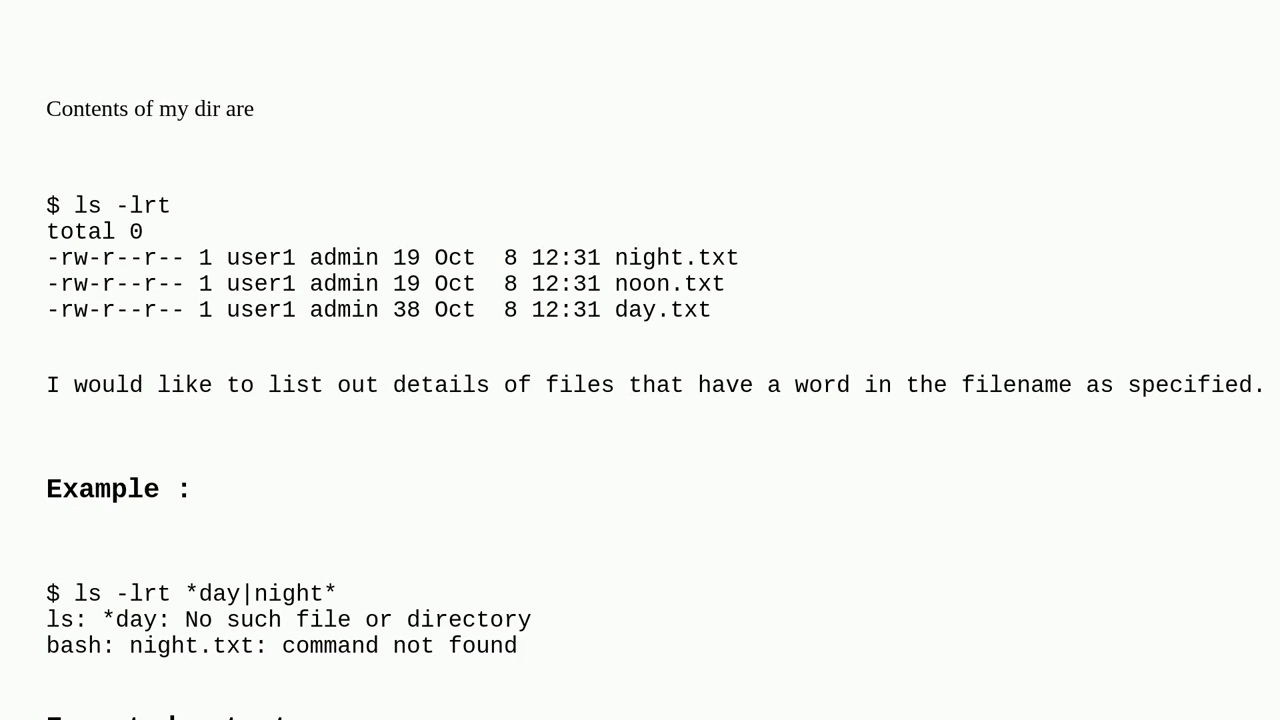 Contents of my dir are
$ ls -lrt
total 0
-rw-r--r-- 1 user1 admin 19 Oct  8 12:31 night.txt
-rw-r--r-- 1 user1 admin 19 Oct  8 12:31 noon.txt
-rw-r--r-- 1 user1 admin 38 Oct  8 12:31 day.txt
I would like to list out details of files that have a word in the filename as specified.
Example :
$ ls -lrt *day|night*
ls: *day: No such file or directory
bash: night.txt: command not found